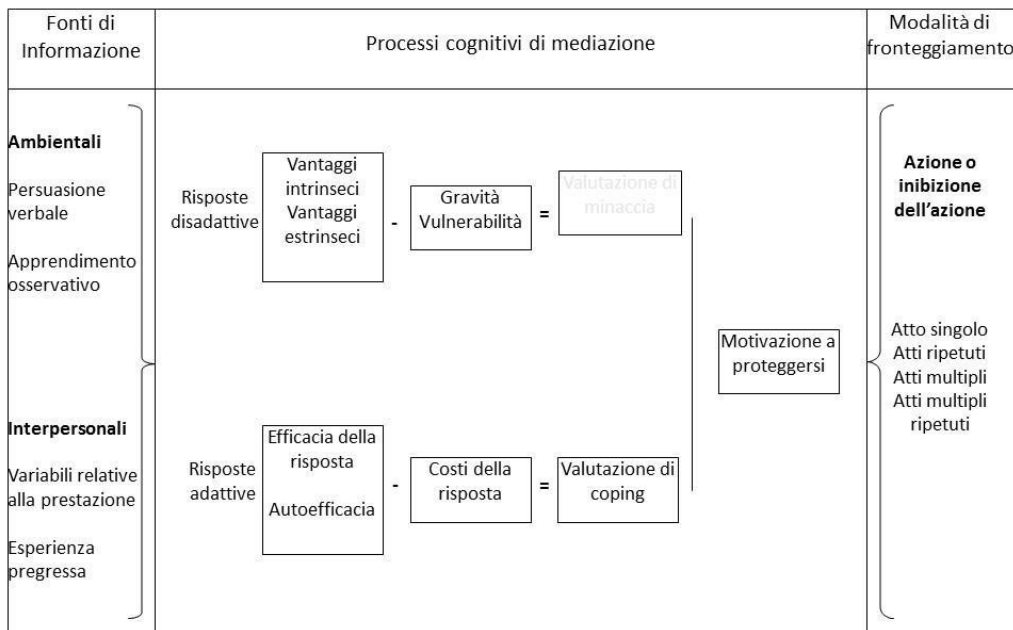 Fonti di
Informazione
Processi cognitivi di mediazione
Modalità di
fronteggiamento
Ambientali
Persuasione
verbale
Apprendimento
osservativo
Interpersonali
Variabili relative
alla prestazione
Esperienza
pregressa
Risposte
disadattive
Vantaggi
intrinseci
Vantaggi
estrinseci
-
Gravità
Vulnerabilità
=
Valutazione di
minaccia
Risposte
adattive
Efficacia della
risposta
Autoefficacia
-
Costi della
risposta
=
Valutazione di
coping
Motivazione a
proteggersi
Azione o
inibizione
dell'azione
Atto singolo
Atti ripetuti
Atti multipli
Atti multipli
ripetuti